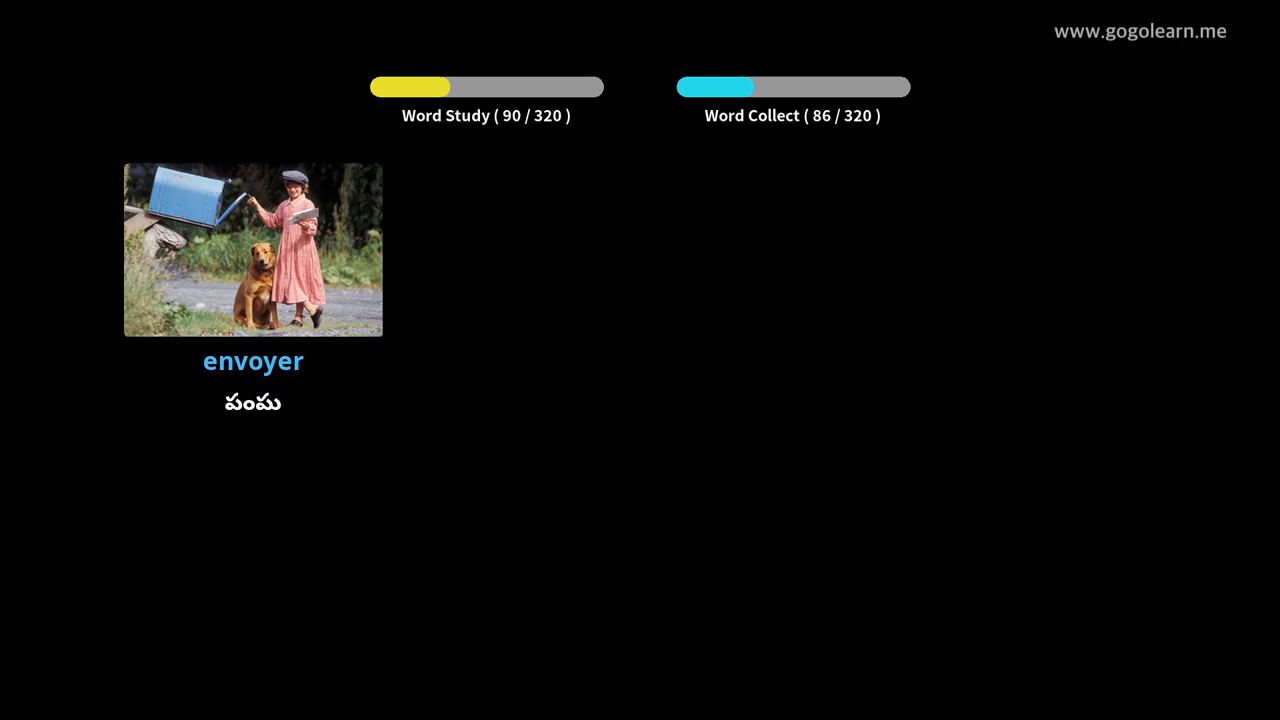 www.gogolearn.me
Word Study ( 90 / 320 )
Word Collect ( 86 / 320 )
envoyer
పంపు